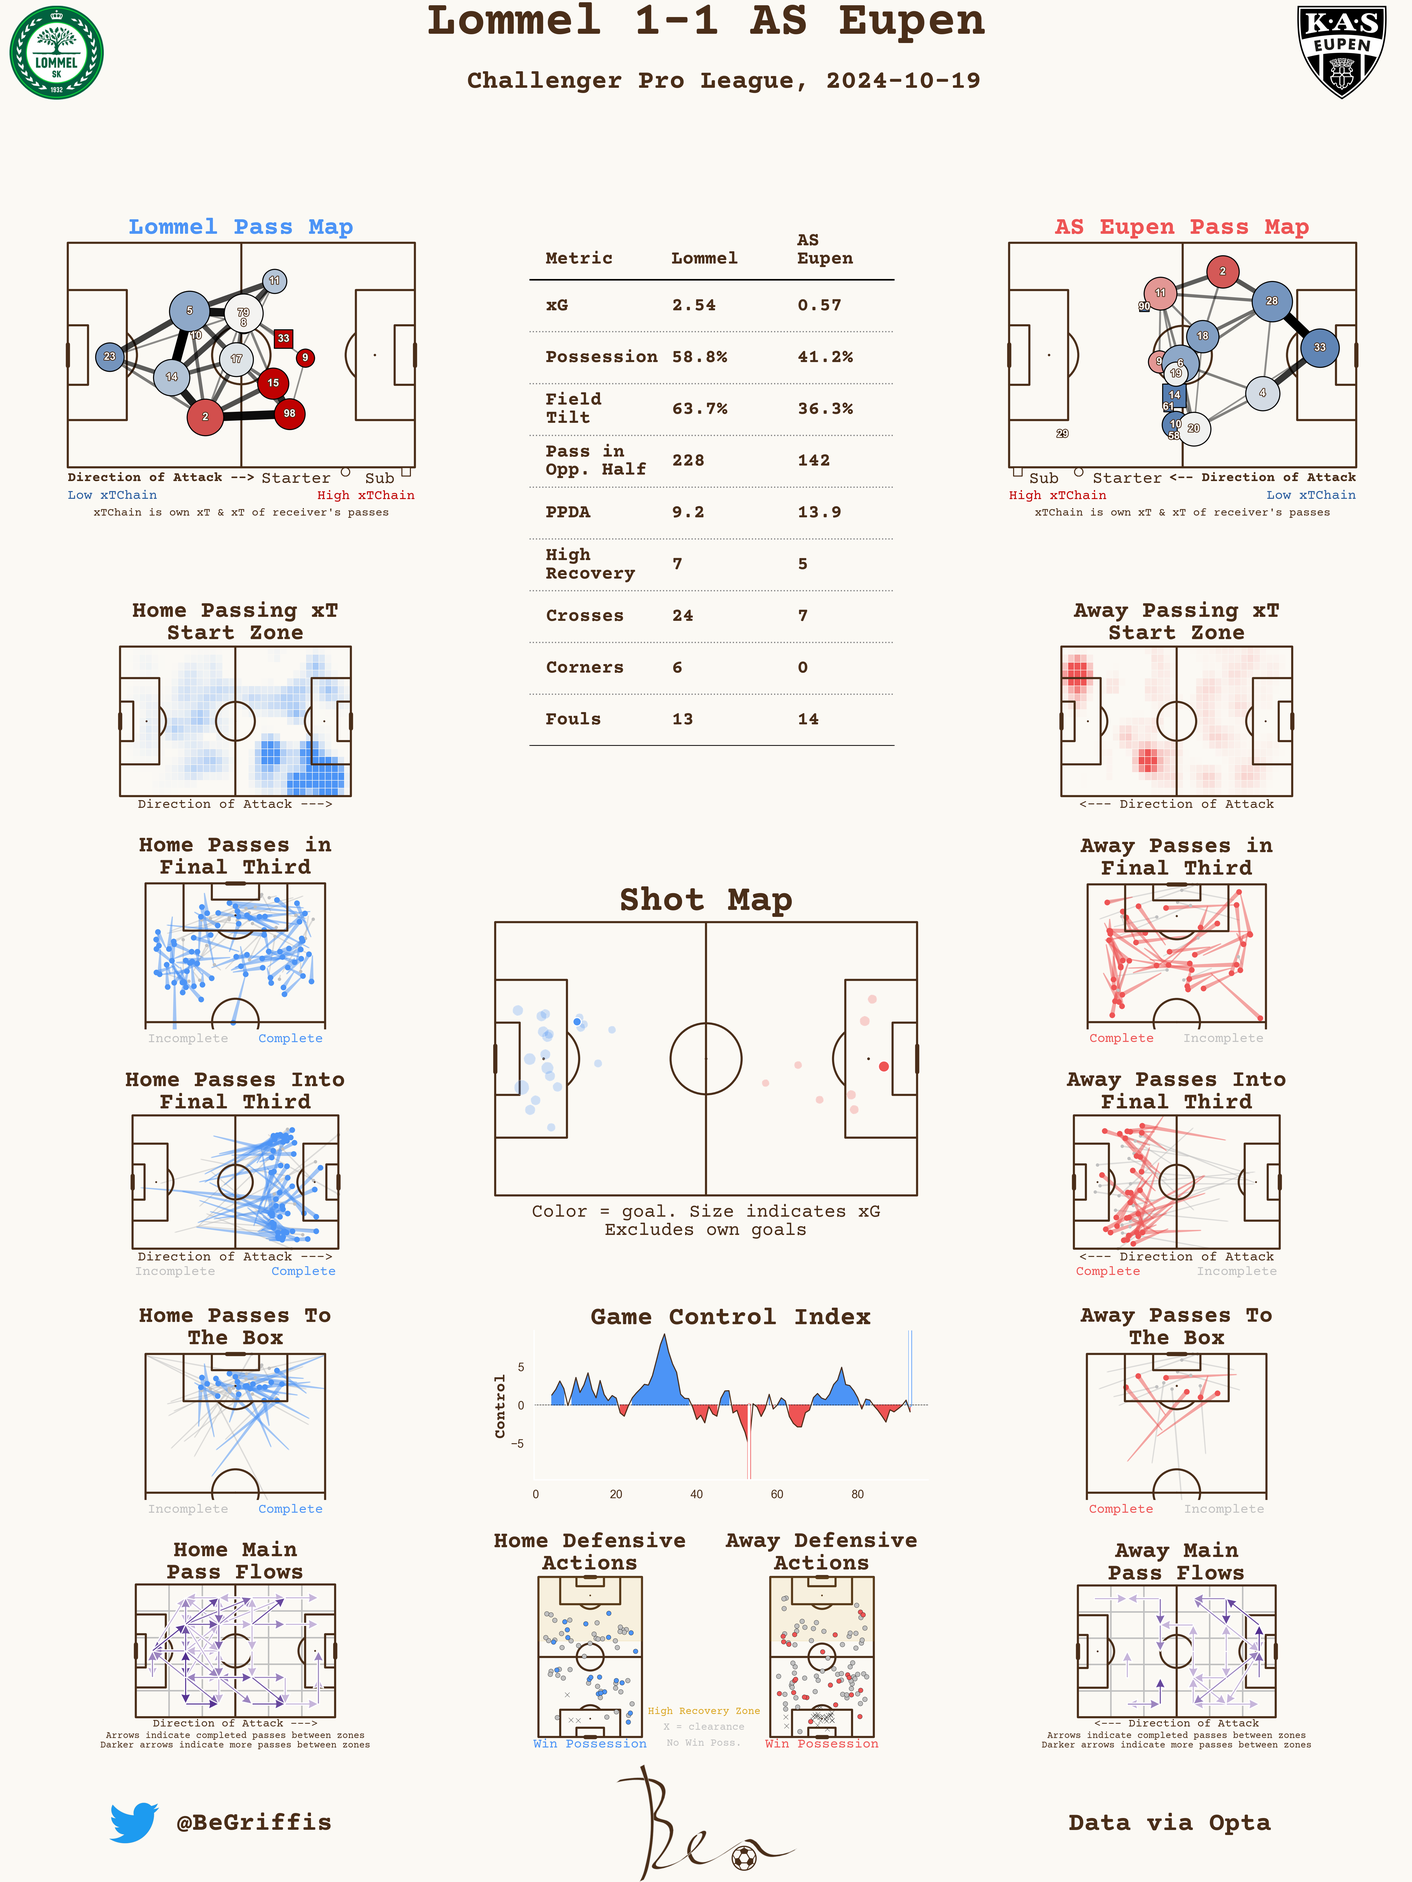 Lommel 1-1 AS Eupen
Challenger Pro League, 2024-10-19
LOMMEL
SK
1932
K·A·S
EUPEN
Lommel Pass Map
11
5
79
8
10
33
23
17
9
14
15
2
98
Direction of Attack --> Starter Sub
Low xTChain High xTChain
xTChain is own xT & xT of receiver's passes
Metric Lommel AS Eupen
xG 2.54 0.57
Possession 58.8% 41.2%
Field Tilt 63.7% 36.3%
Pass in Opp. Half 228 142
PPDA 9.2 13.9
High Recovery 7 5
Crosses 24 7
Corners 6 0
Fouls 13 14
AS Eupen Pass Map
2
11
28
90
18
33
9
6
19
14
4
61
10
20
58
29
Sub Starter <-- Direction of Attack
High xTChain Low xTChain
xTChain is own xT & xT of receiver's passes
Home Passing xT
Start Zone
Direction of Attack --->
Away Passing xT
Start Zone
<--- Direction of Attack
Home Passes in
Final Third
Incomplete Complete
Away Passes in
Final Third
Complete Incomplete
Shot Map
Color = goal. Size indicates xG
Excludes own goals
Home Passes Into
Final Third
Direction of Attack --->
Incomplete Complete
Away Passes Into
Final Third
<--- Direction of Attack
Complete Incomplete
Home Passes To
The Box
Incomplete Complete
Game Control Index
Control
5
0
−5
0 20 40 60 80
Away Passes To
The Box
Complete Incomplete
Home Main
Pass Flows
Direction of Attack --->
Arrows indicate completed passes between zones
Darker arrows indicate more passes between zones
Home Defensive
Actions
Win Possession
High Recovery Zone
X = clearance
No Win Poss.
Away Defensive
Actions
Win Possession
Away Main
Pass Flows
<--- Direction of Attack
Arrows indicate completed passes between zones
Darker arrows indicate more passes between zones
@BeGriffis
Ben
Data via Opta